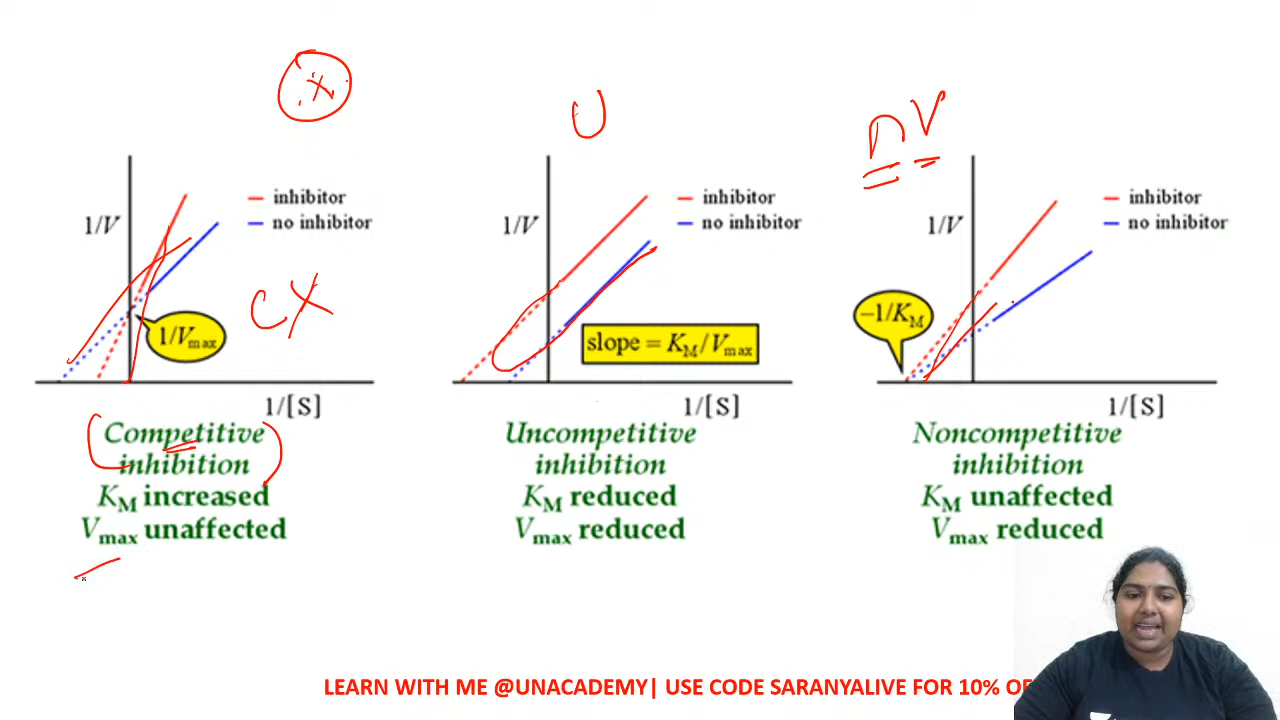 X
U
n V
1/V
inhibitor
no inhibitor
1/Vmax
CX
1/[S]
Competitive
inhibition
KM increased
Vmax unaffected
1/V
inhibitor
no inhibitor
slope = KM/Vmax
1/[S]
Uncompetitive
inhibition
KM reduced
Vmax reduced
1/V
inhibitor
no inhibitor
−1/KM
1/[S]
Noncompetitive
inhibition
KM unaffected
Vmax reduced
LEARN WITH ME @UNACADEMY| USE CODE SARANYALIVE FOR 10% OF